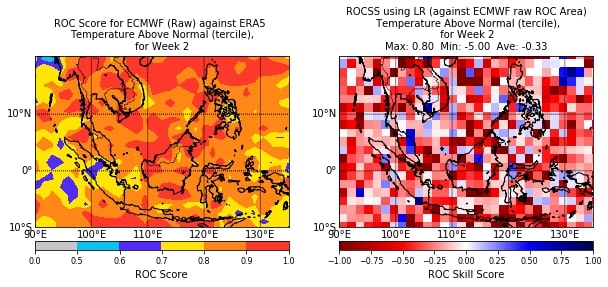 ROC Score for ECMWF (Raw) against ERA5
Temperature Above Normal (tercile),
for Week 2
10°N
0°
10°S
90°E 100°E 110°E 120°E 130°E
0.0 0.5 0.6 0.7 0.8 0.9 1.0
ROC Score
ROCSS using LR (against ECMWF raw ROC Area)
Temperature Above Normal (tercile),
for Week 2
Max: 0.80 Min: -5.00 Ave: -0.33
10°N
0°
10°S
90°E 100°E 110°E 120°E 130°E
−1.00 −0.75 −0.50 −0.25 0.00 0.25 0.50 0.75 1.00
ROC Skill Score